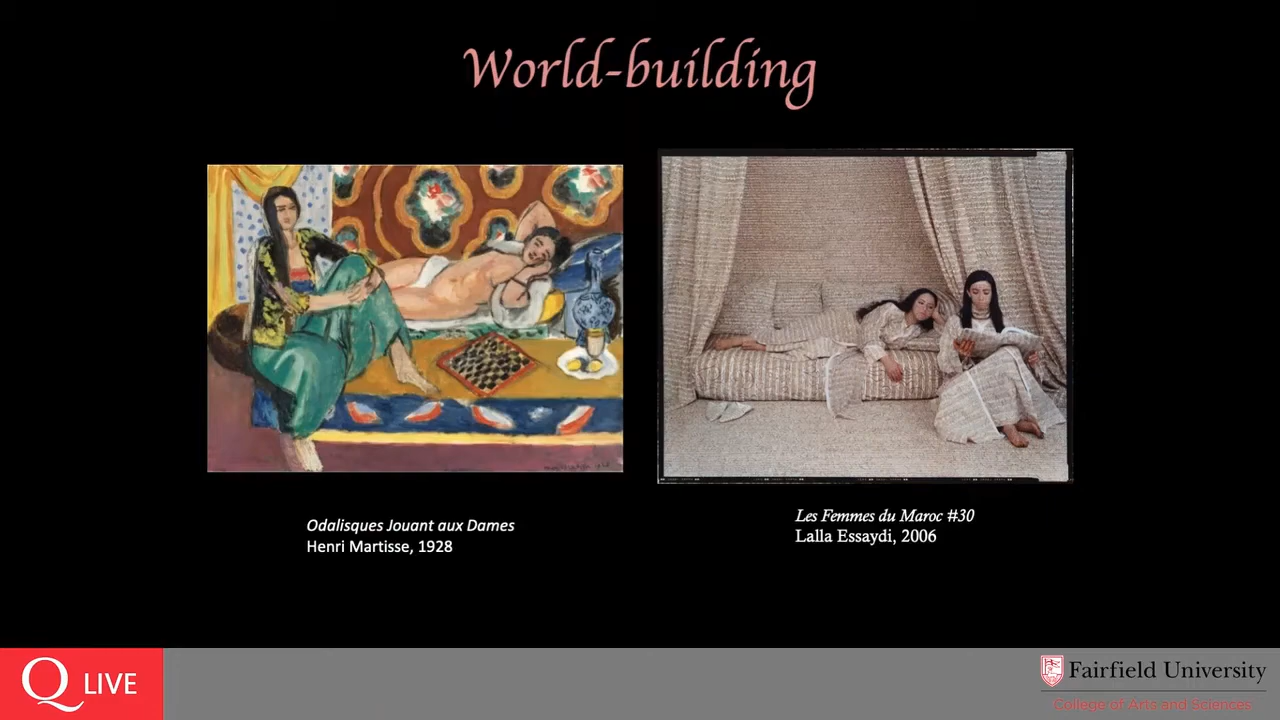 World-building
Odalisques Jouant aux Dames
Henri Martisse, 1928
Les Femmes du Maroc #30
Lalla Essaydi, 2006
Q LIVE
Fairfield University
College of Arts and Sciences